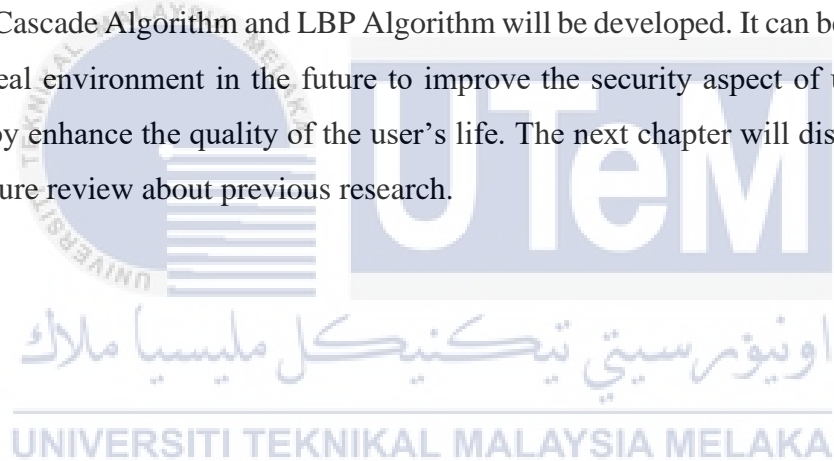 Cascade Algorithm and LBP Algorithm will be developed. It can be
eal environment in the future to improve the security aspect of u
by enhance the quality of the user's life. The next chapter will dis
ure review about previous research.
UTeM
اونيۏرسيتي تيكنيكل مليسيا ملاك
UNIVERSITI TEKNIKAL MALAYSIA MELAKA